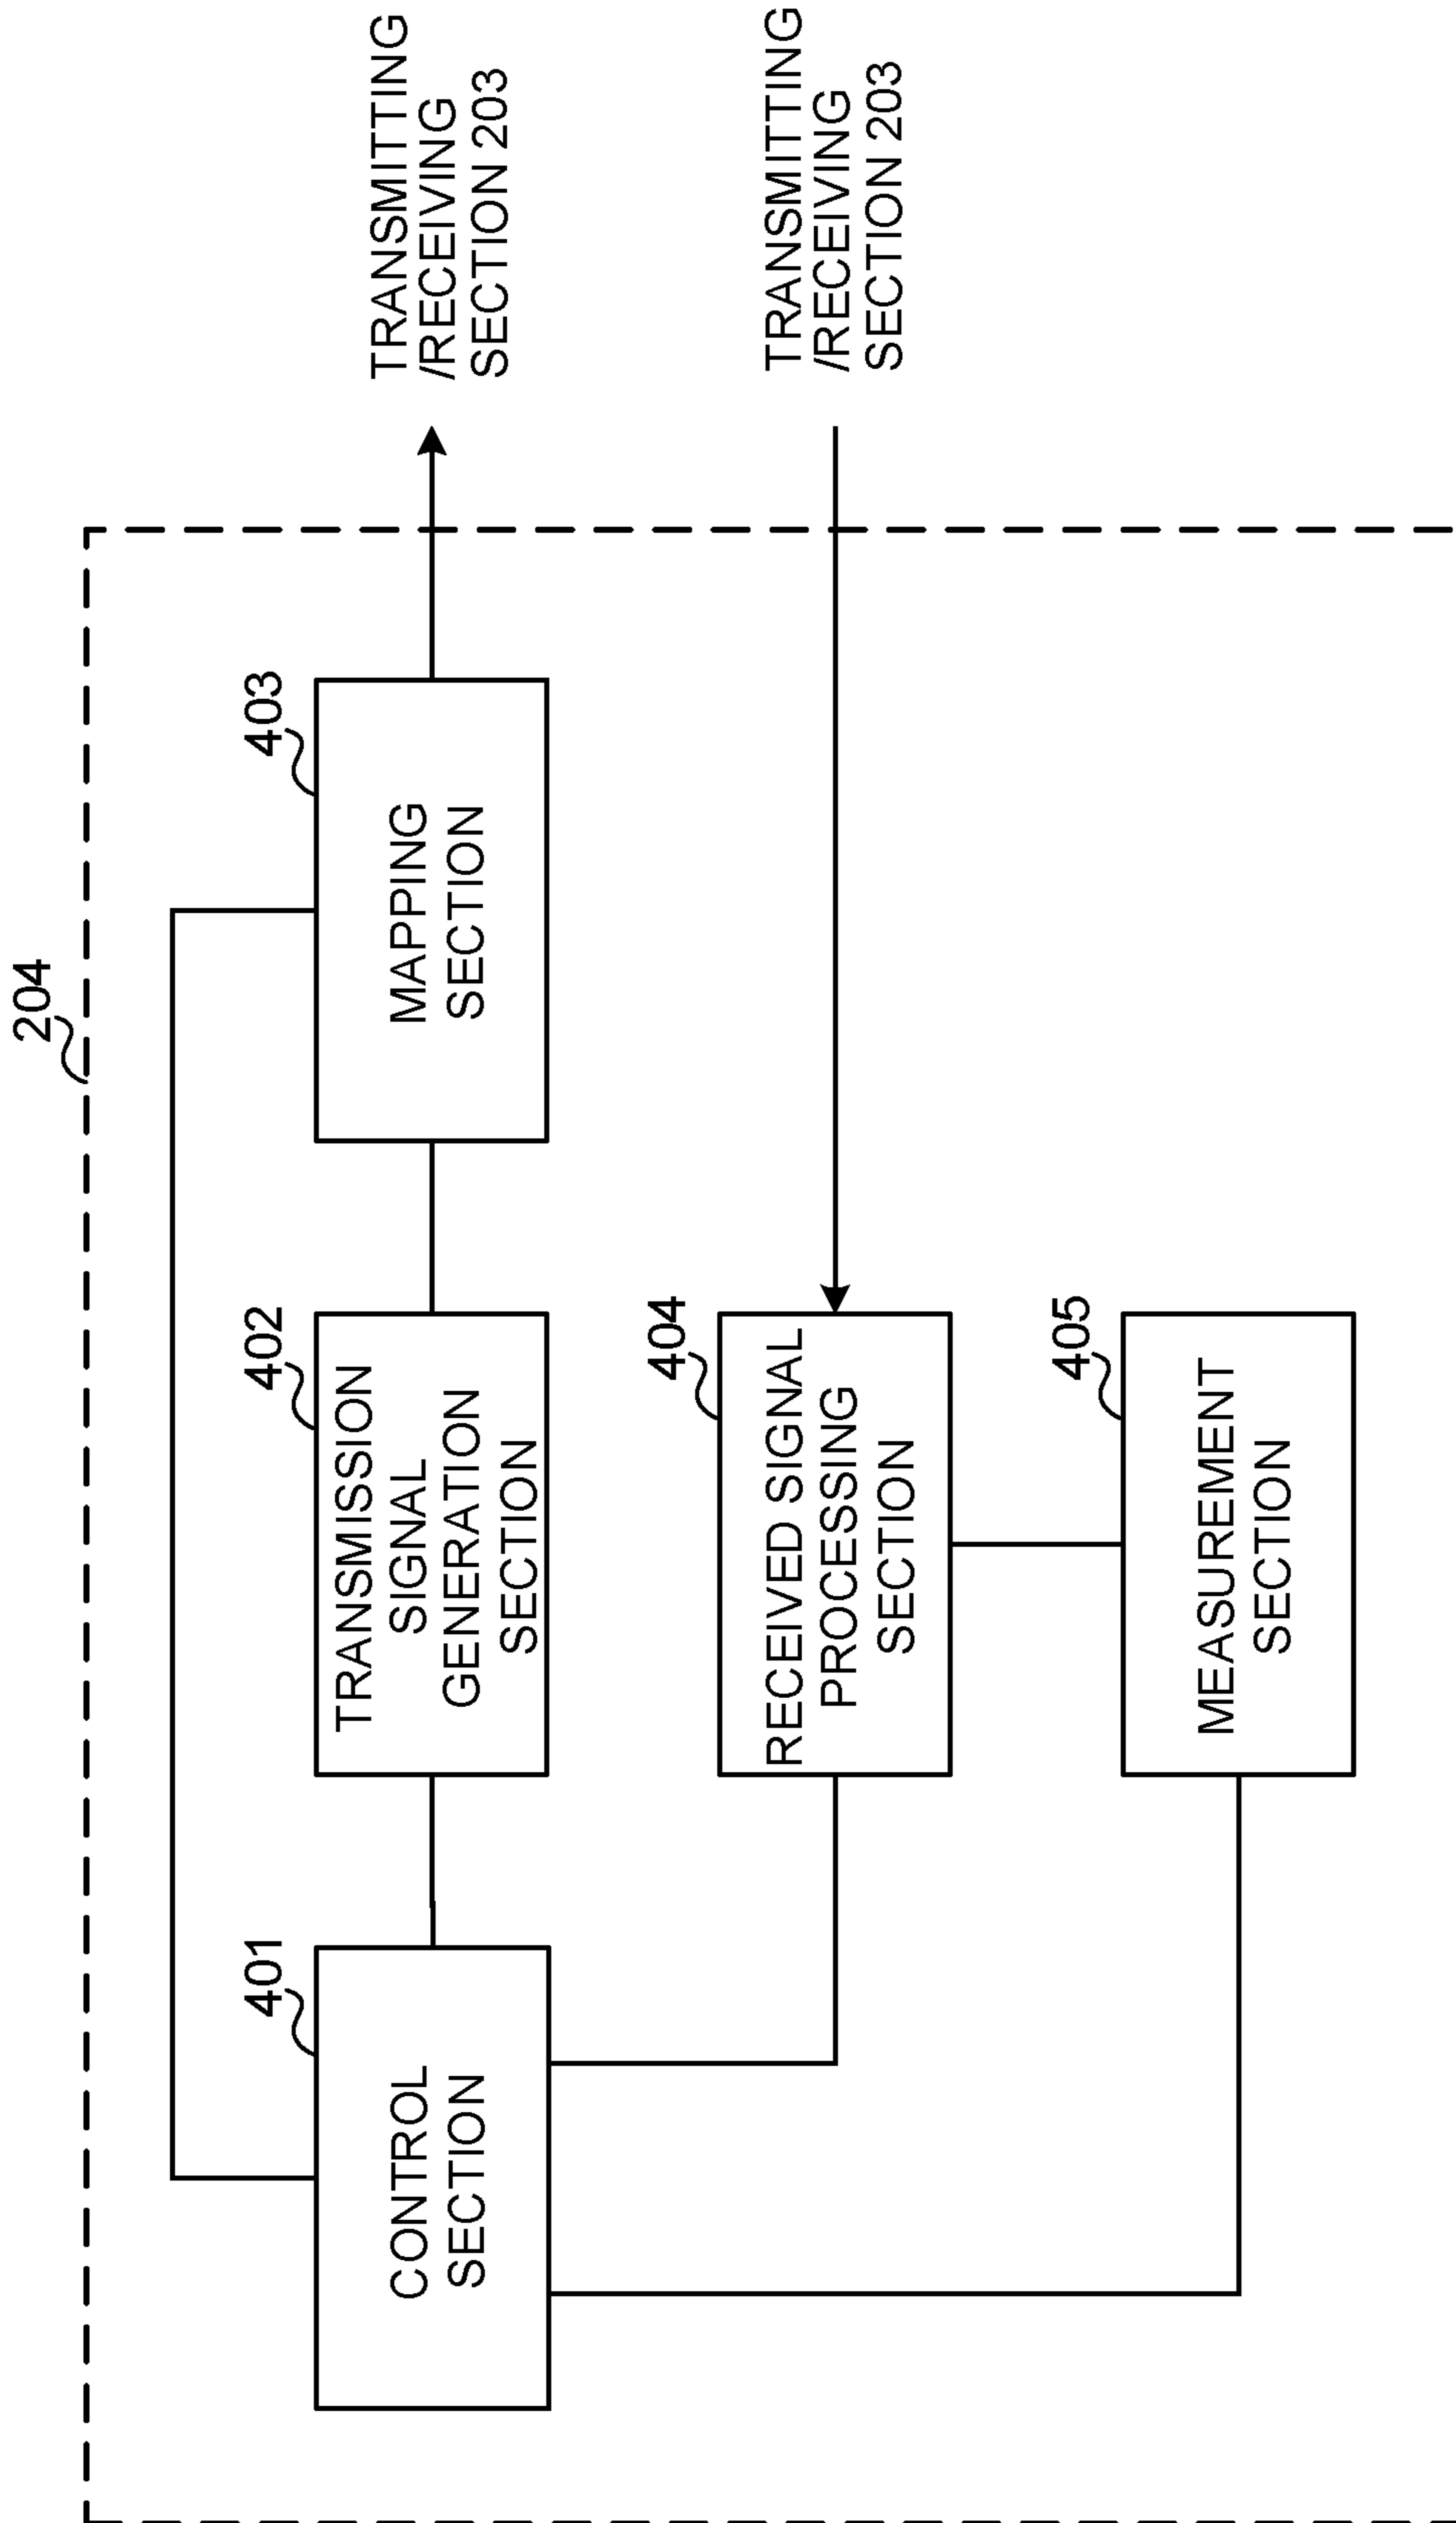 204
401
CONTROL
SECTION
402
TRANSMISSION
SIGNAL
GENERATION
SECTION
403
MAPPING
SECTION
TRANSMITTING
/RECEIVING
SECTION 203
404
RECEIVED SIGNAL
PROCESSING
SECTION
TRANSMITTING
/RECEIVING
SECTION 203
405
MEASUREMENT
SECTION